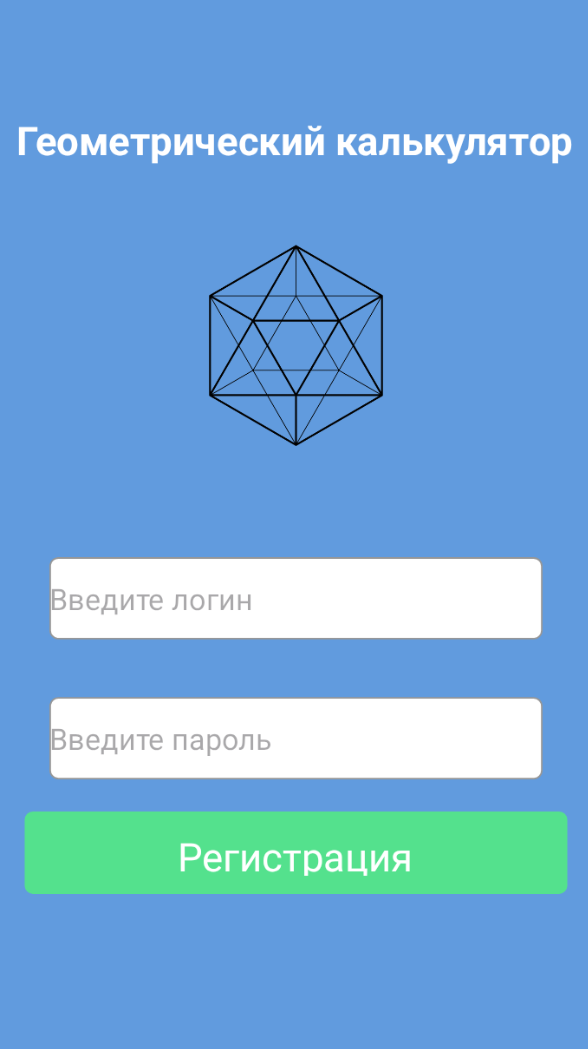 Геометрический калькулятор
Введите логин
Введите пароль
Регистрация